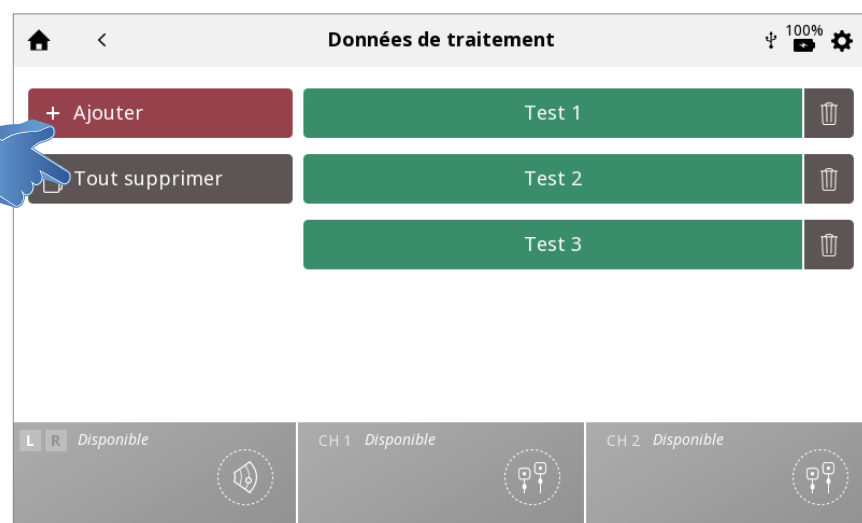 Données de traitement
100%
Ajouter
Test 1
Tout supprimer
Test 2
Test 3
L R Disponible
CH 1 Disponible
CH 2 Disponible